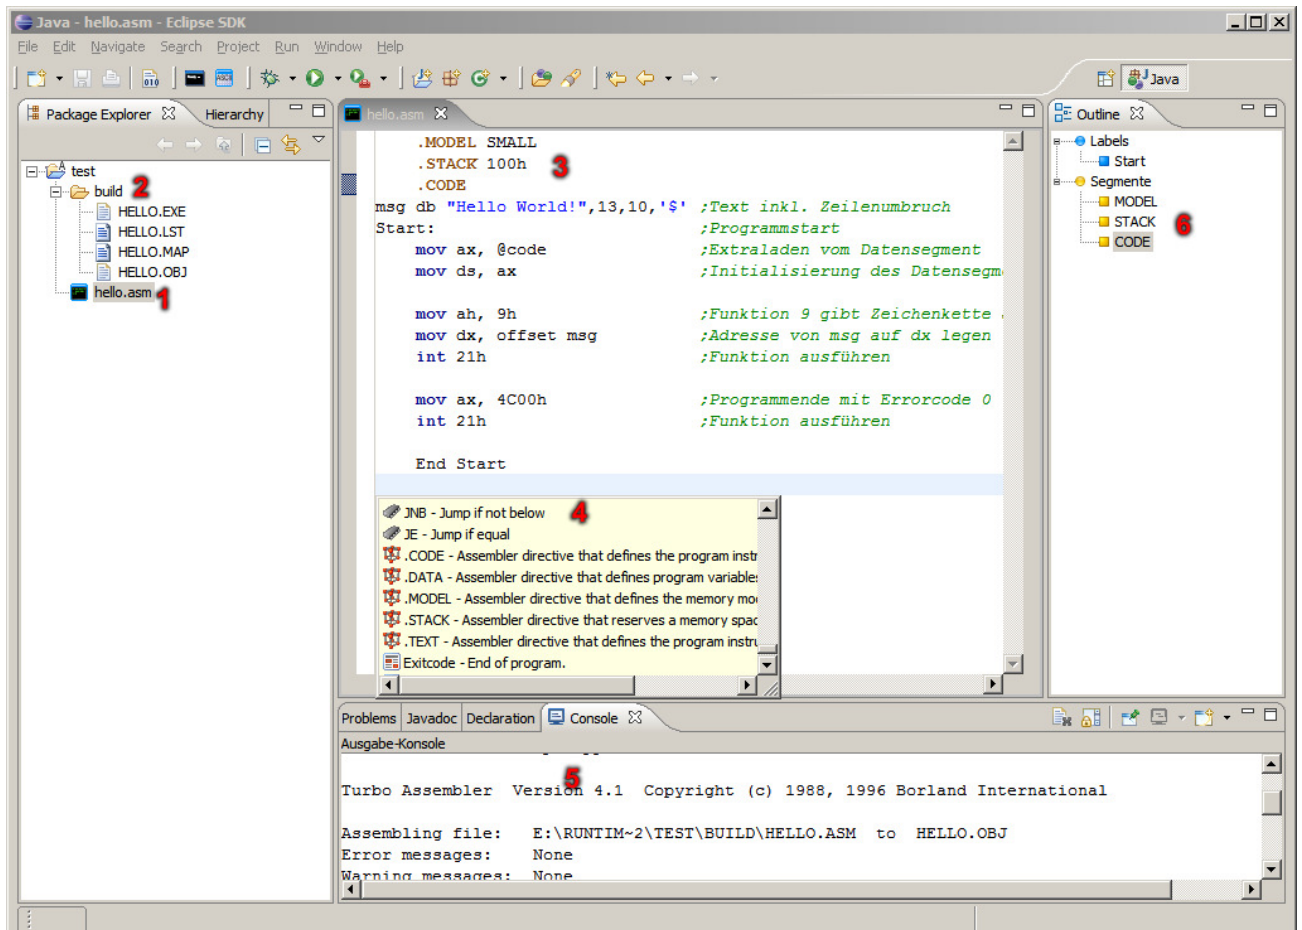 Java - hello.asm - Eclipse SDK
File Edit Navigate Search Project Run Window Help
010
ASCII
Java
Package Explorer
Hierarchy
test
build 2
HELLO.EXE
HELLO.LST
HELLO.MAP
HELLO.OBJ
hello.asm 1
hello.asm
.MODEL SMALL
.STACK 100h 3
.CODE
msg db "Hello World!",13,10,'$' ;Text inkl. Zeilenumbruch
Start: ;Programmstart
mov ax, @code ;Extraladen vom Datensegment
mov ds, ax ;Initialisierung des Datensegm
mov ah, 9h ;Funktion 9 gibt Zeichenkette
mov dx, offset msg ;Adresse von msg auf dx legen
int 21h ;Funktion ausführen
mov ax, 4C00h ;Programmende mit Errorcode 0
int 21h ;Funktion ausführen
End Start
JNB - Jump if not below 4
JE - Jump if equal
.CODE - Assembler directive that defines the program instr
.DATA - Assembler directive that defines program variable
.MODEL - Assembler directive that defines the memory mo
.STACK - Assembler directive that reserves a memory spac
.TEXT - Assembler directive that defines the program instru
Exitcode - End of program.
Outline
Labels
Start
Segmente
MODEL
STACK 6
CODE
Problems Javadoc Declaration Console
Ausgabe-Konsole
5
Turbo Assembler Version 4.1 Copyright (c) 1988, 1996 Borland International
Assembling file: E:\RUNTIM~2\TEST\BUILD\HELLO.ASM to HELLO.OBJ
Error messages: None
Warning messages: None